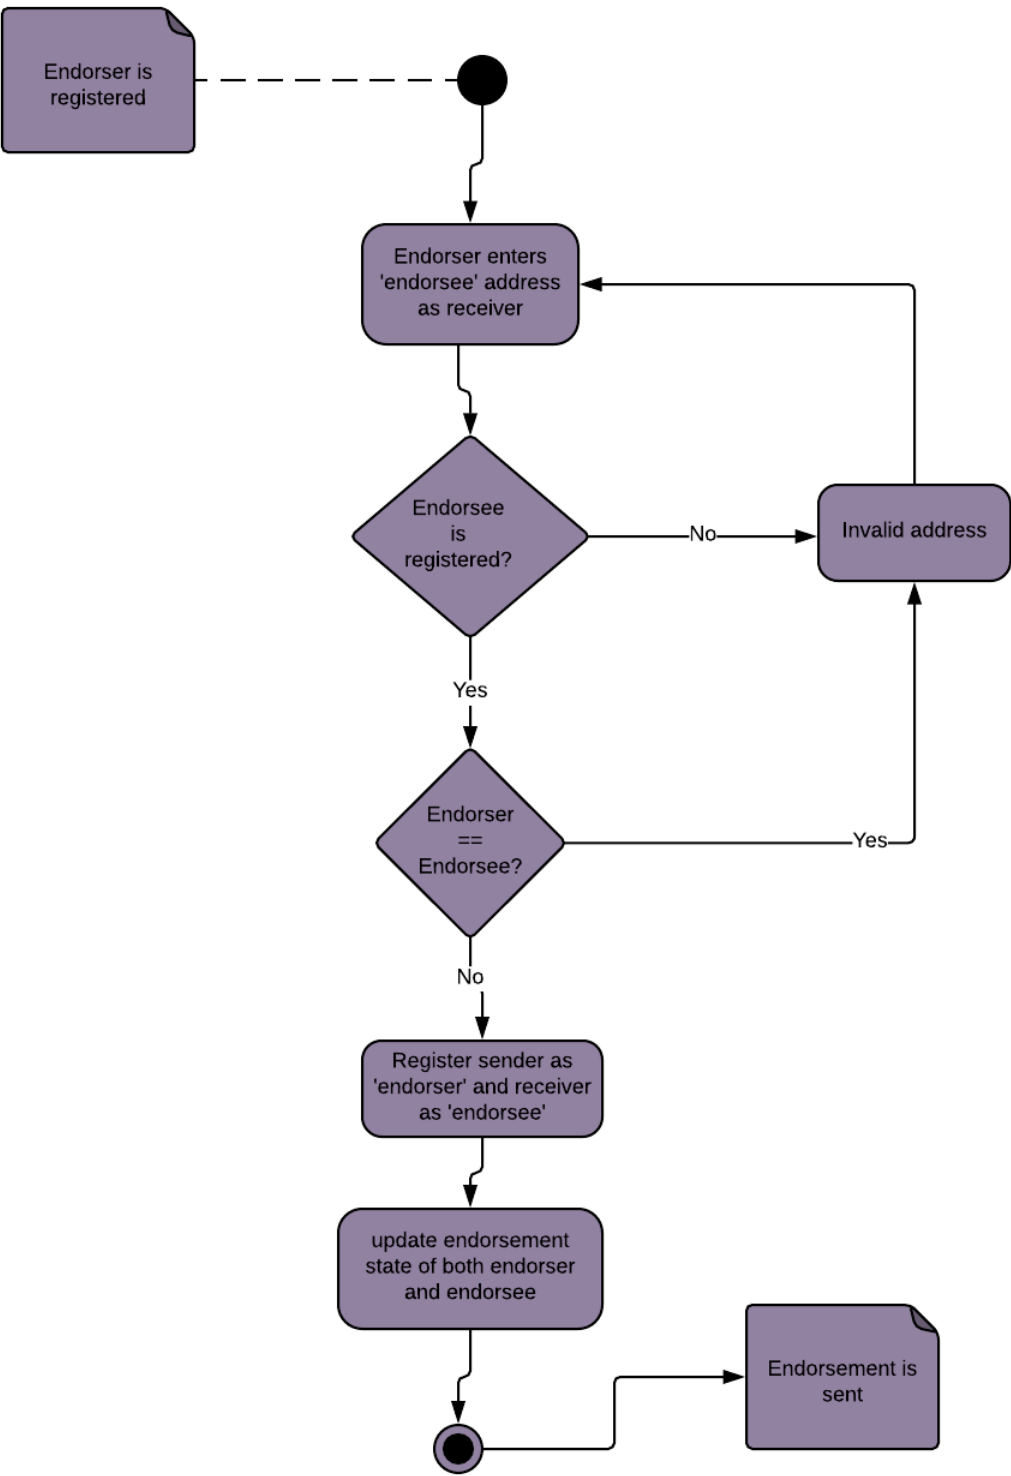 Endorser is
registered
Endorser enters
'endorsee' address
as receiver
Endorsee
is
registered?
No
Invalid address
Yes
Endorser
==
Endorsee?
Yes
No
Register sender as
'endorser' and receiver
as 'endorsee'
update endorsement
state of both endorser
and endorsee
Endorsement is
sent